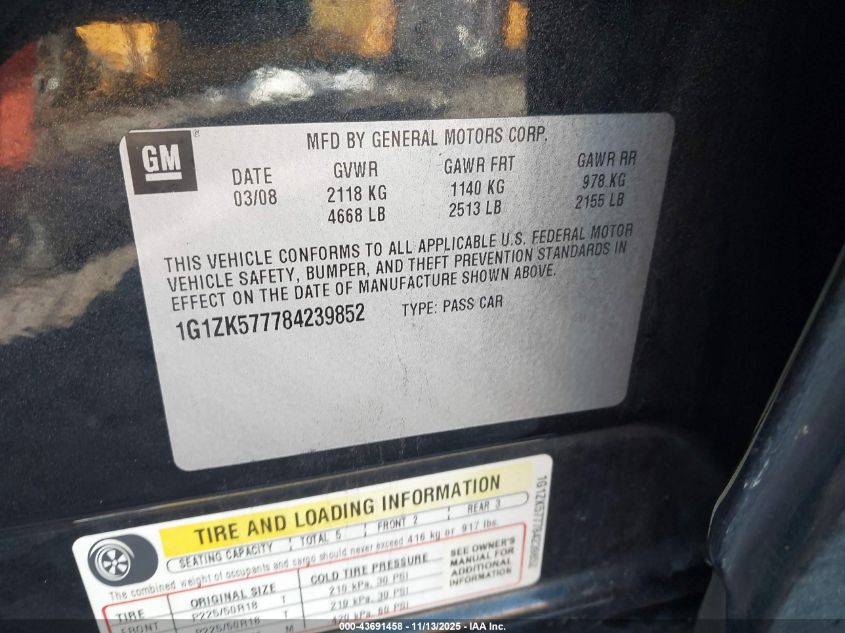 GM
MFD BY GENERAL MOTORS CORP.
DATE GVWR GAWR FRT GAWR RR
03/08 2118 KG 1140 KG 978 KG
4668 LB 2513 LB 2155 LB
THIS VEHICLE CONFORMS TO ALL APPLICABLE U.S. FEDERAL MOTOR
VEHICLE SAFETY, BUMPER, AND THEFT PREVENTION STANDARDS IN
EFFECT ON THE DATE OF MANUFACTURE SHOWN ABOVE.
1G1ZK577784239852 TYPE: PASS CAR
TIRE AND LOADING INFORMATION
1G1ZK577784239852
SEATING CAPACITY TOTAL 5 FRONT 2 REAR 3
The combined weight of occupants and cargo should never exceed 416 kg or 917 lbs.
TIRE ORIGINAL SIZE COLD TIRE PRESSURE
SEE OWNER'S
MANUAL FOR
ADDITIONAL
INFORMATION
FRONT P225/50R18 T 210 kPa, 30 PSI
P225/50R18 T 210 kPa, 30 PSI
M 420 kPa, 60 PSI
000-43691458 - 11/13/2025 - IAA